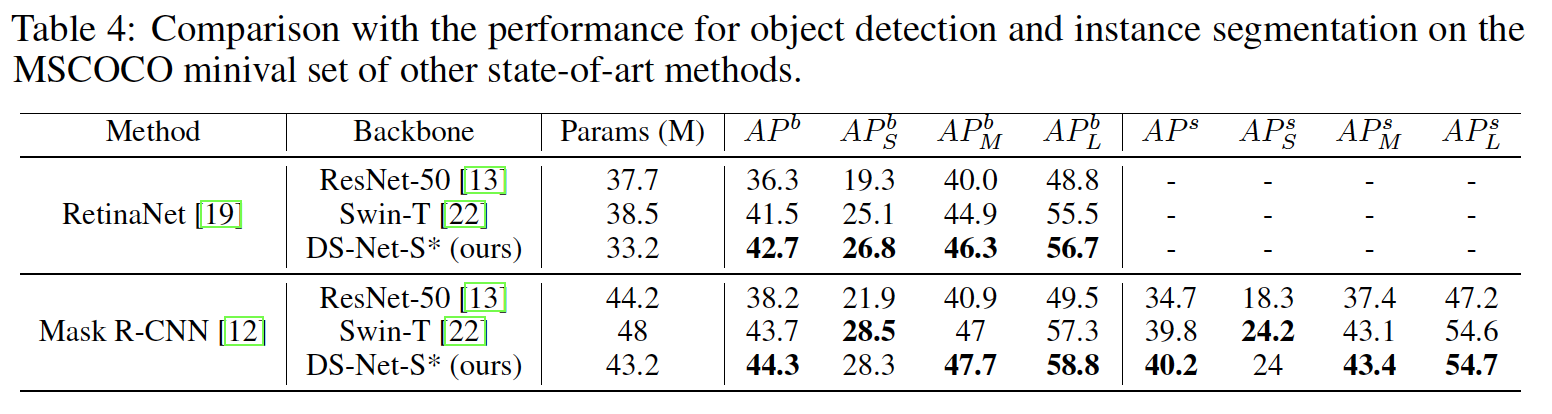 Table 4: Comparison with the performance for object detection and instance segmentation on the
MSCOCO minival set of other state-of-art methods.
Method Backbone Params (M) AP^b AP^b_S AP^b_M AP^b_L AP^s AP^s_S AP^s_M AP^s_L
ResNet-50 [13] 37.7 36.3 19.3 40.0 48.8 - - - -
RetinaNet [19] Swin-T [22] 38.5 41.5 25.1 44.9 55.5 - - - -
DS-Net-S* (ours) 33.2 42.7 26.8 46.3 56.7 - - - -
ResNet-50 [13] 44.2 38.2 21.9 40.9 49.5 34.7 18.3 37.4 47.2
Mask R-CNN [12] Swin-T [22] 48 43.7 28.5 47 57.3 39.8 24.2 43.1 54.6
DS-Net-S* (ours) 43.2 44.3 28.3 47.7 58.8 40.2 24 43.4 54.7